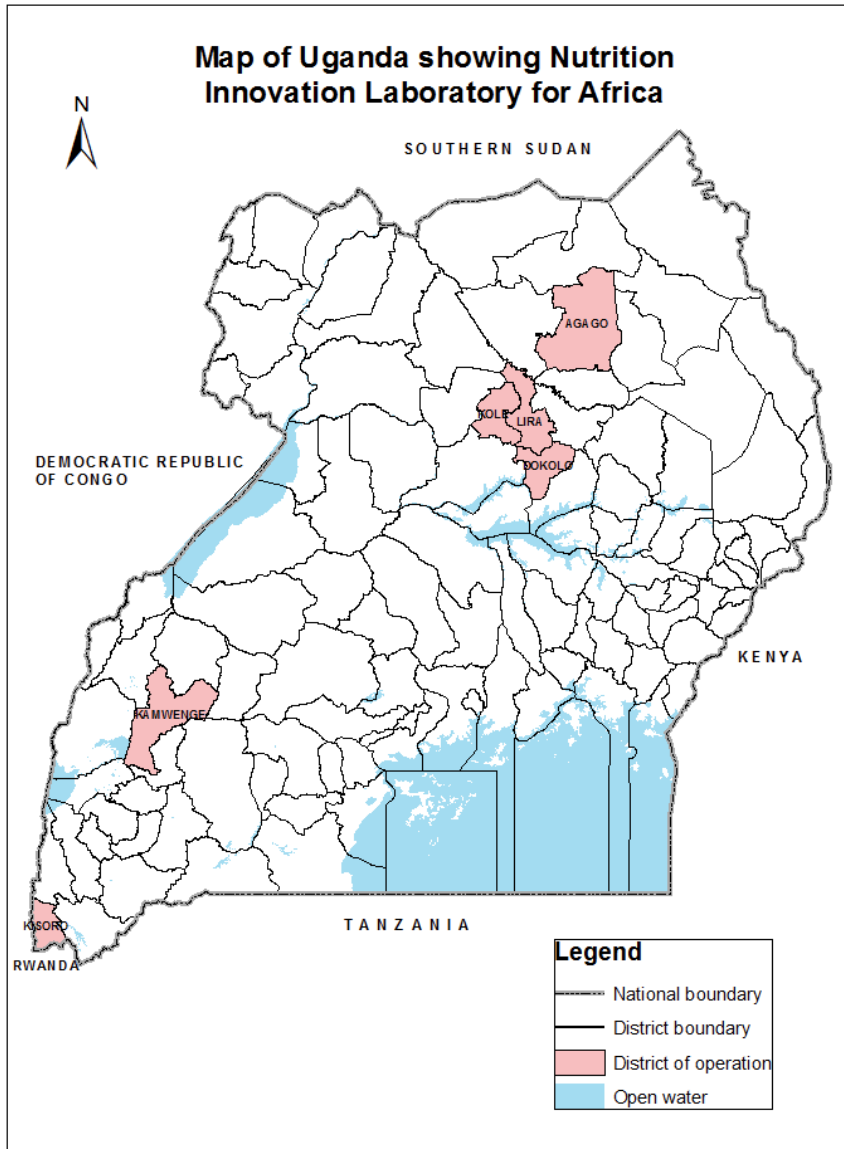 Map of Uganda showing Nutrition
Innovation Laboratory for Africa
N
SOUTHERN SUDAN
AGAGO
KOLE
LIRA
DOKOLO
DEMOCRATIC REPUBLIC
OF CONGO
KENYA
KAMWENGE
KISORO
TANZANIA
RWANDA
Legend
National boundary
District boundary
District of operation
Open water